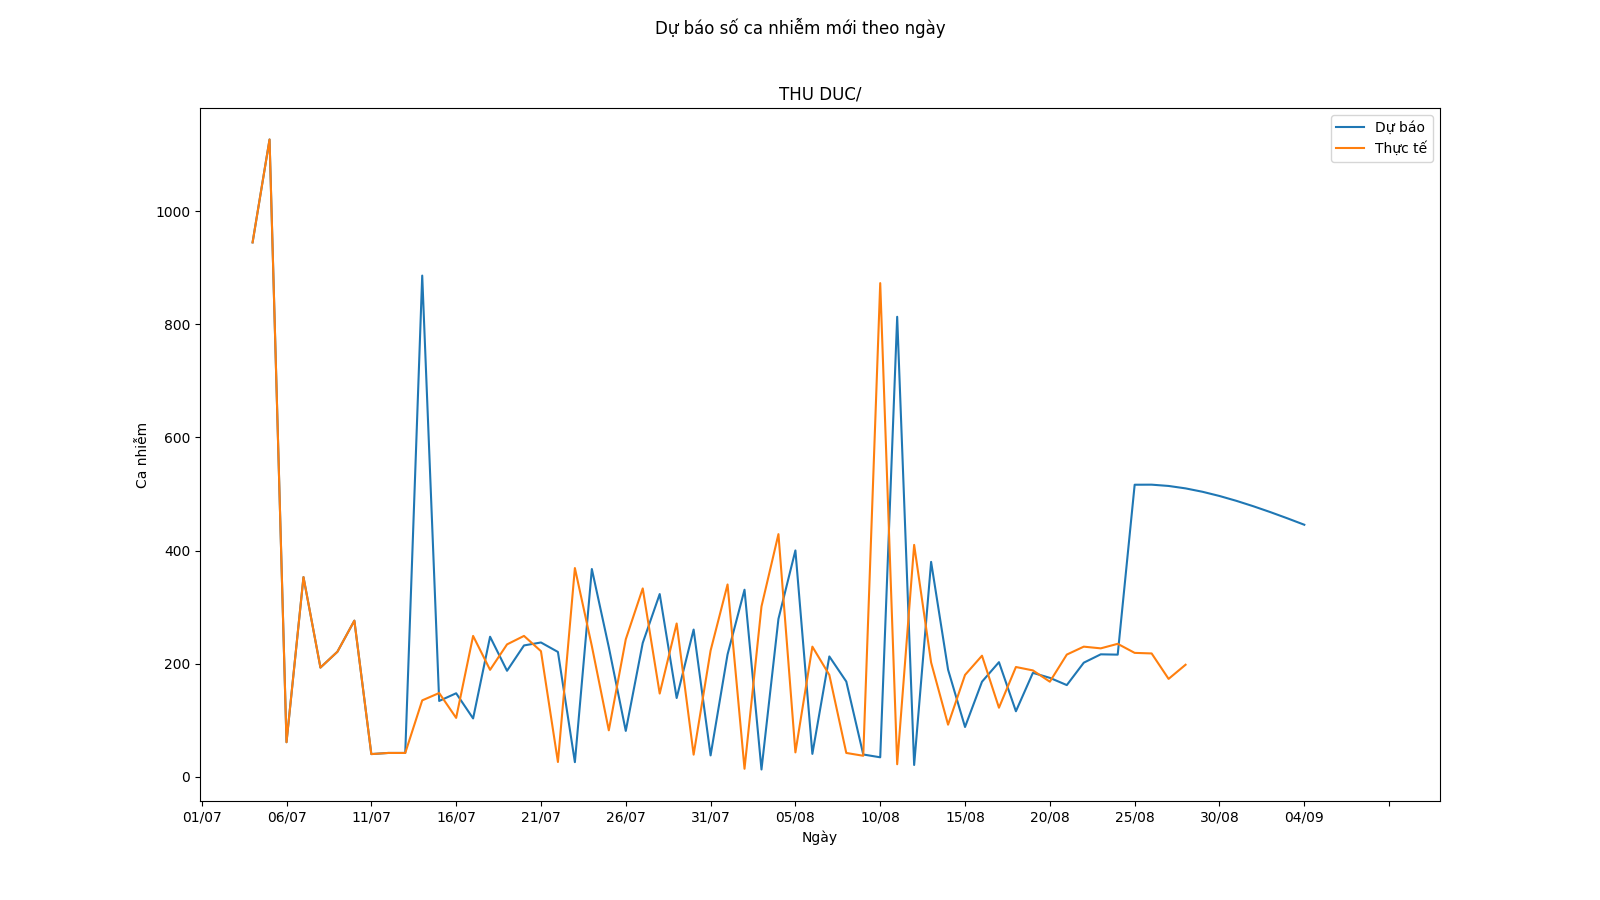 Dự báo số ca nhiễm mới theo ngày
THU DUC/
Dự báo
Thực tế
1000
800
600
400
200
0
Ca nhiễm
01/07 06/07 11/07 16/07 21/07 26/07 31/07 05/08 10/08 15/08 20/08 25/08 30/08 04/09
Ngày